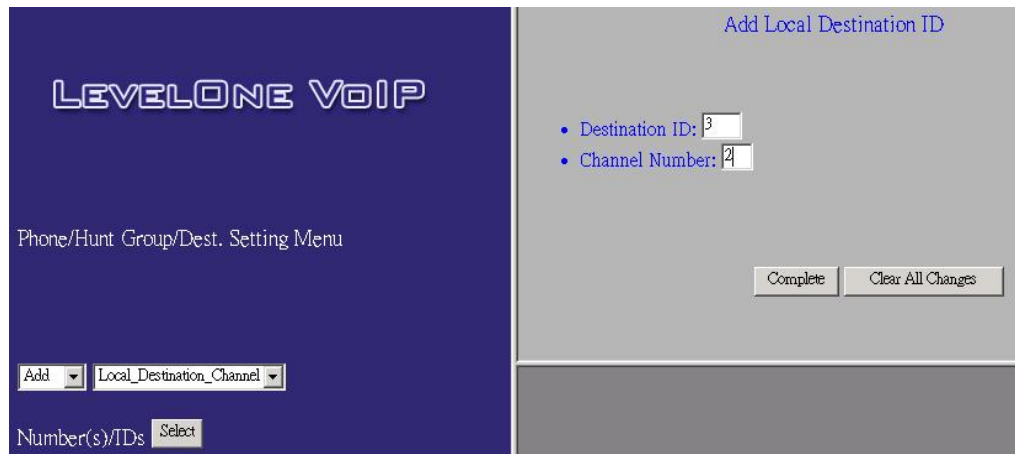 LEVELONE VOIP
Phone/Hunt Group/Dest. Setting Menu
Add Local_Destination_Channel
Number(s)/IDs Select
Add Local Destination ID
• Destination ID: 3
• Channel Number: 2
Complete Clear All Changes